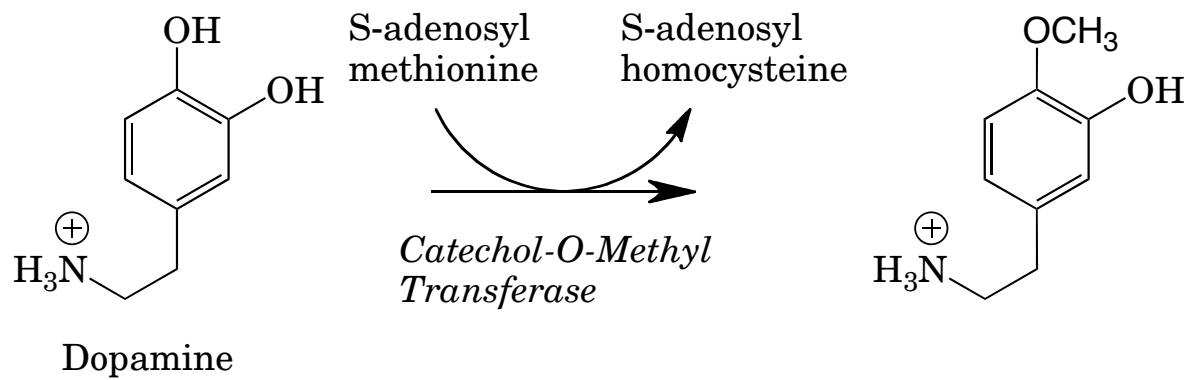 OH
OH
H₃N
⊕
Dopamine
S-adenosyl
methionine
S-adenosyl
homocysteine
Catechol-O-Methyl
Transferase
OCH₃
OH
H₃N
⊕